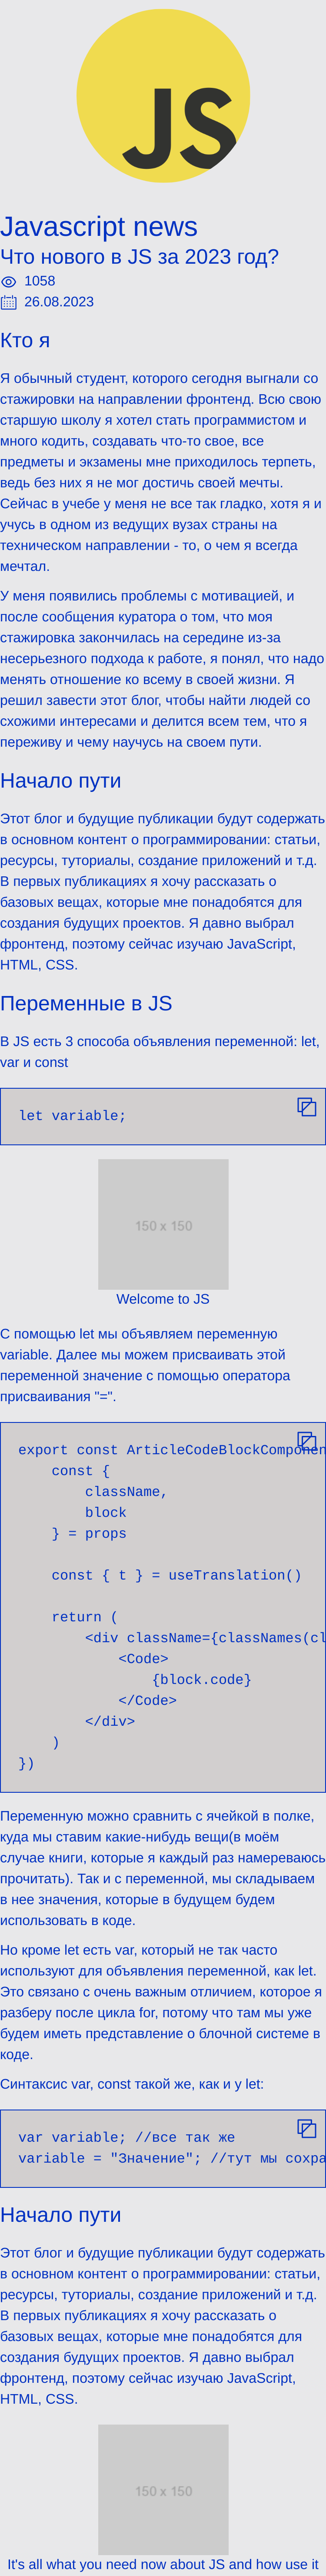 JS
Javascript news
Что нового в JS за 2023 год?
1058
26.08.2023
Кто я
Я обычный студент, которого сегодня выгнали со
стажировки на направлении фронтенд. Всю свою
старшую школу я хотел стать программистом и
много кодить, создавать что-то свое, все
предметы и экзамены мне приходилось терпеть,
ведь без них я не мог достичь своей мечты.
Сейчас в учебе у меня не все так гладко, хотя я и
учусь в одном из ведущих вузах страны на
техническом направлении - то, о чем я всегда
мечтал.
У меня появились проблемы с мотивацией, и
после сообщения куратора о том, что моя
стажировка закончилась на середине из-за
несерьезного подхода к работе, я понял, что надо
менять отношение ко всему в своей жизни. Я
решил завести этот блог, чтобы найти людей со
схожими интересами и делится всем тем, что я
переживу и чему научусь на своем пути.
Начало пути
Этот блог и будущие публикации будут содержать
в основном контент о программировании: статьи,
ресурсы, туториалы, создание приложений и т.д.
В первых публикациях я хочу рассказать о
базовых вещах, которые мне понадобятся для
создания будущих проектов. Я давно выбрал
фронтенд, поэтому сейчас изучаю JavaScript,
HTML, CSS.
Переменные в JS
В JS есть 3 способа объявления переменной: let,
var и const
let variable;
150 x 150
Welcome to JS
С помощью let мы объявляем переменную
variable. Далее мы можем присваивать этой
переменной значение с помощью оператора
присваивания "=".
export const ArticleCodeBlockComponen
const {
className,
block
} = props
const { t } = useTranslation()
return (
<div className={classNames(cl
<Code>
{block.code}
</Code>
</div>
)
})
Переменную можно сравнить с ячейкой в полке,
куда мы ставим какие-нибудь вещи(в моём
случае книги, которые я каждый раз намереваюсь
прочитать). Так и с переменной, мы складываем
в нее значения, которые в будущем будем
использовать в коде.
Но кроме let есть var, который не так часто
используют для объявления переменной, как let.
Это связано с очень важным отличием, которое я
разберу после цикла for, потому что там мы уже
будем иметь представление о блочной системе в
коде.
Синтаксис var, const такой же, как и у let:
var variable; //все так же
variable = "Значение"; //тут мы сохра
Начало пути
Этот блог и будущие публикации будут содержать
в основном контент о программировании: статьи,
ресурсы, туториалы, создание приложений и т.д.
В первых публикациях я хочу рассказать о
базовых вещах, которые мне понадобятся для
создания будущих проектов. Я давно выбрал
фронтенд, поэтому сейчас изучаю JavaScript,
HTML, CSS.
150 x 150
It's all what you need now about JS and how use it